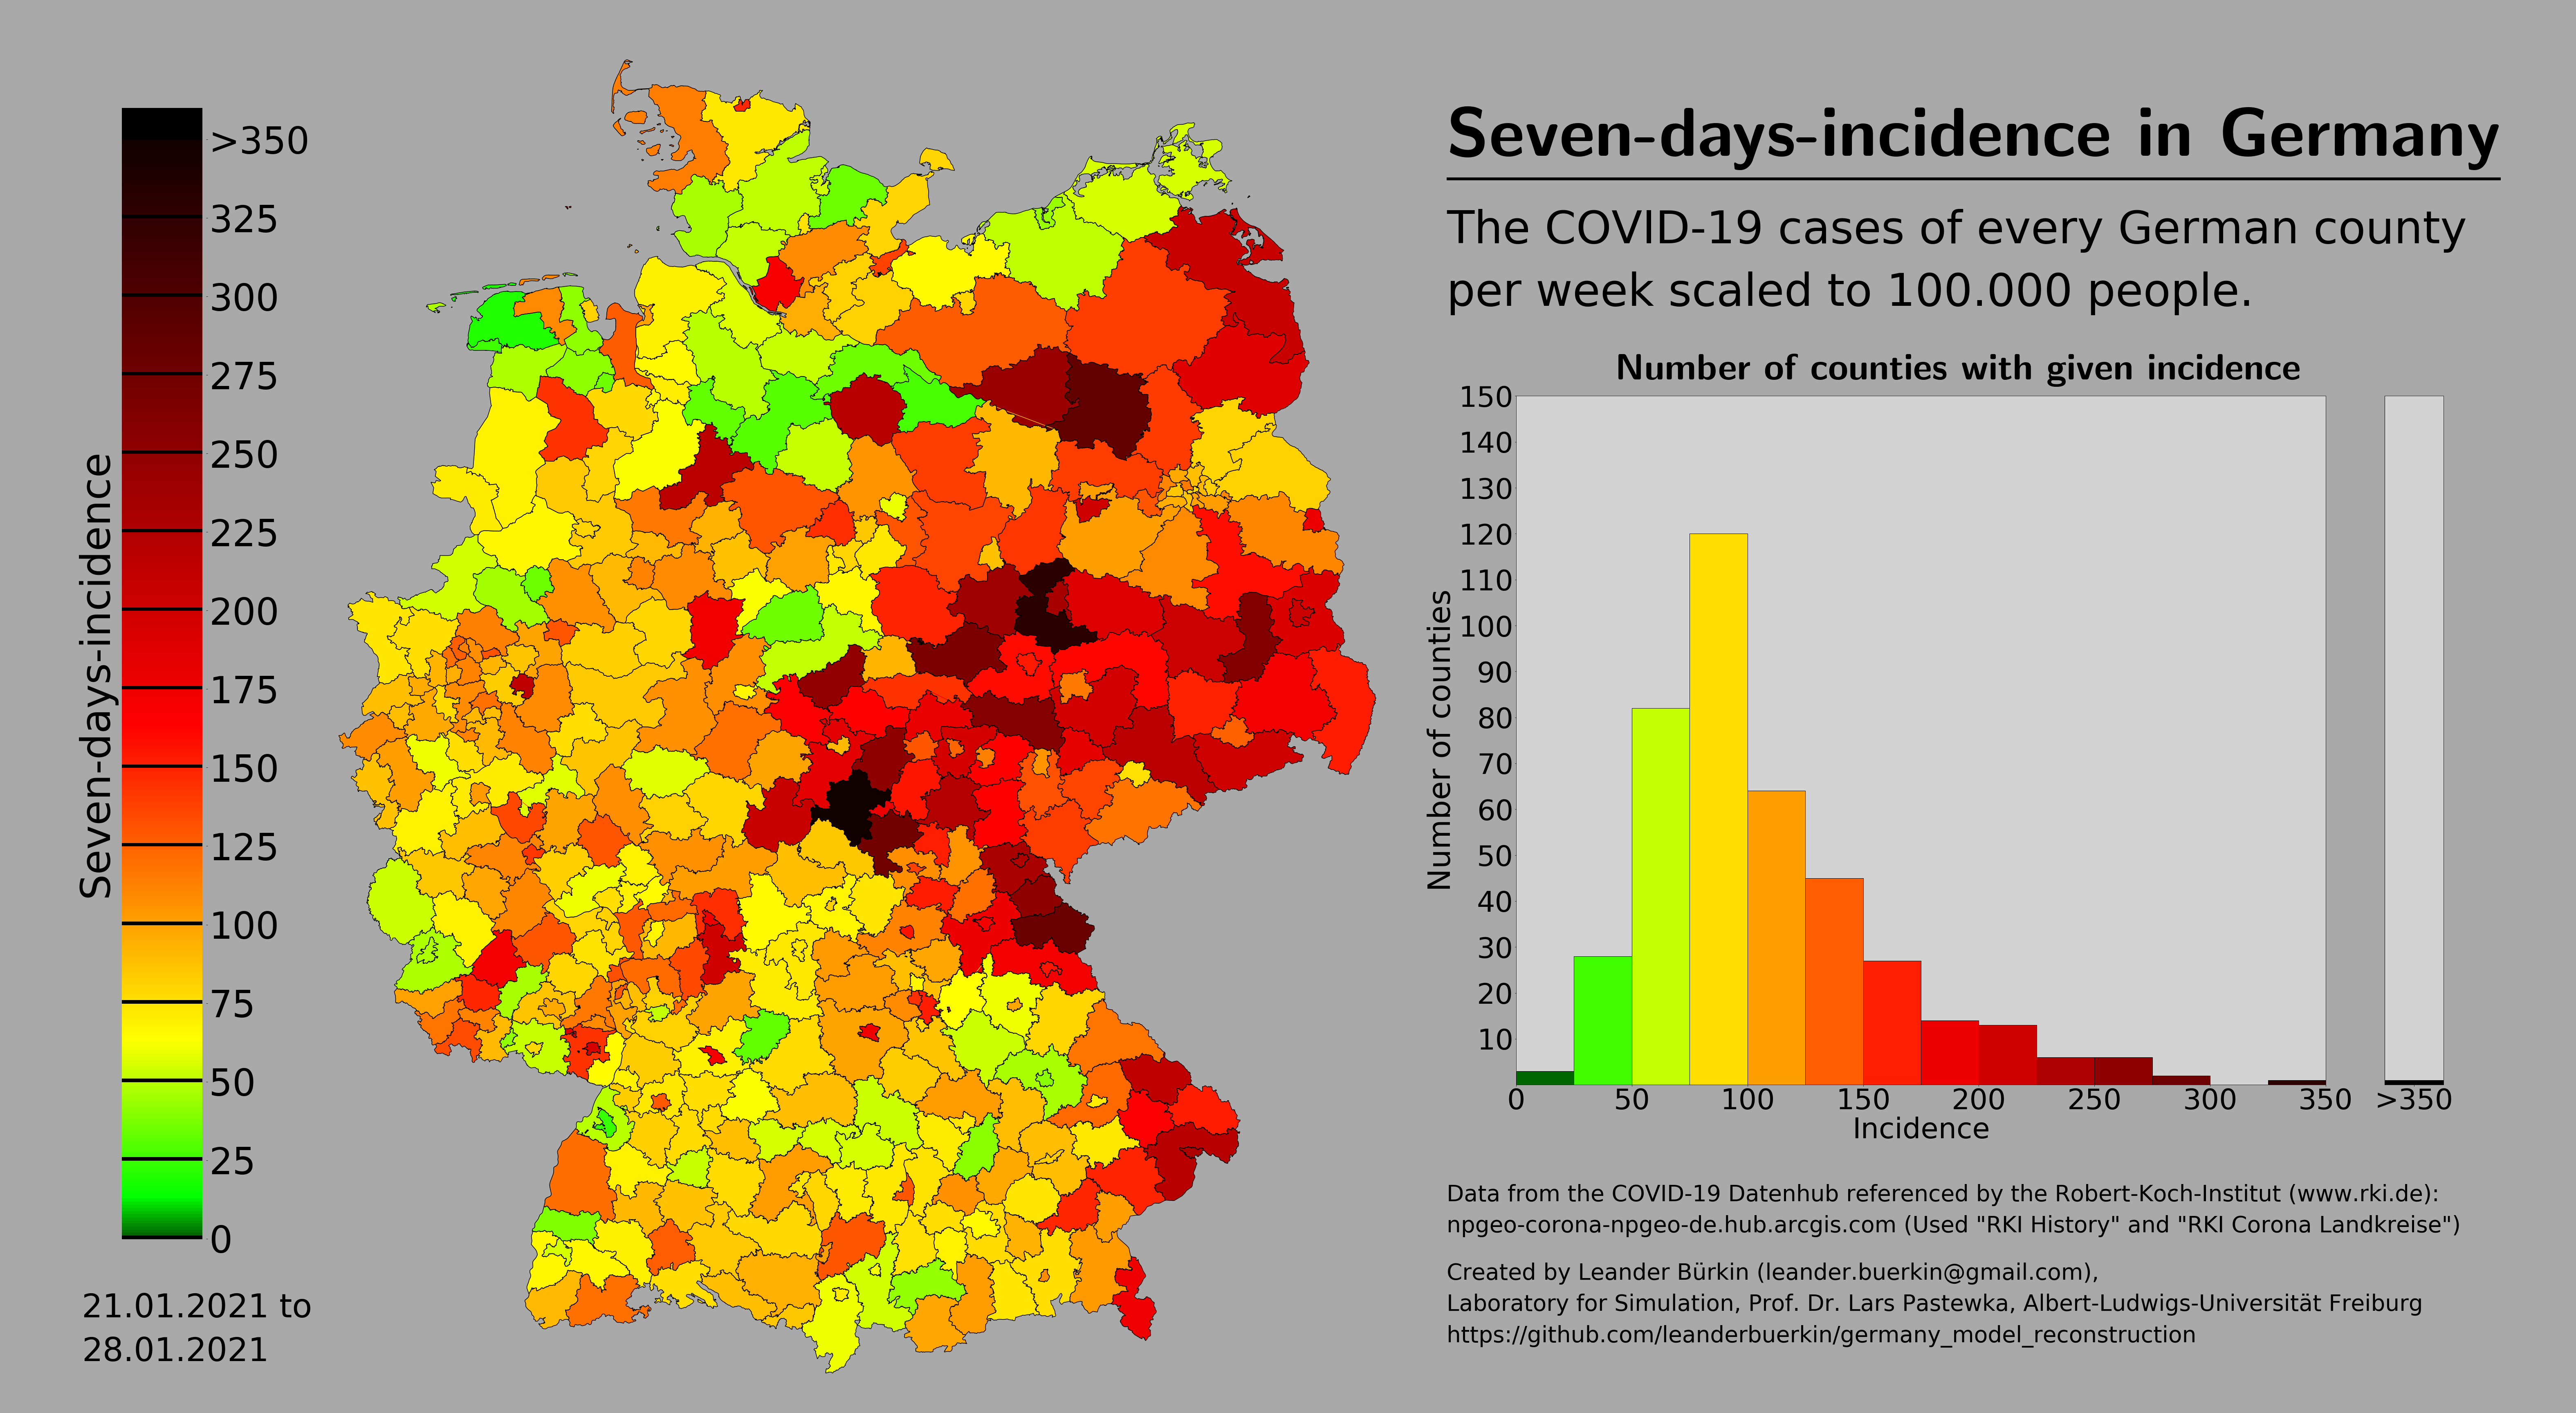 Seven-days-incidence in Germany
The COVID-19 cases of every German county
per week scaled to 100.000 people.
>350
325
300
275
250
225
200
175
150
125
100
75
50
25
0
Seven-days-incidence
21.01.2021 to
28.01.2021
Number of counties with given incidence
150
140
130
120
110
100
90
80
70
60
50
40
30
20
10
Number of counties
0 50 100 150 200 250 300 350 >350
Incidence
Data from the COVID-19 Datenhub referenced by the Robert-Koch-Institut (www.rki.de):
npgeo-corona-npgeo-de.hub.arcgis.com (Used "RKI History" and "RKI Corona Landkreise")
Created by Leander Bürkin (leander.buerkin@gmail.com),
Laboratory for Simulation, Prof. Dr. Lars Pastewka, Albert-Ludwigs-Universität Freiburg
https://github.com/leanderbuerkin/germany_model_reconstruction